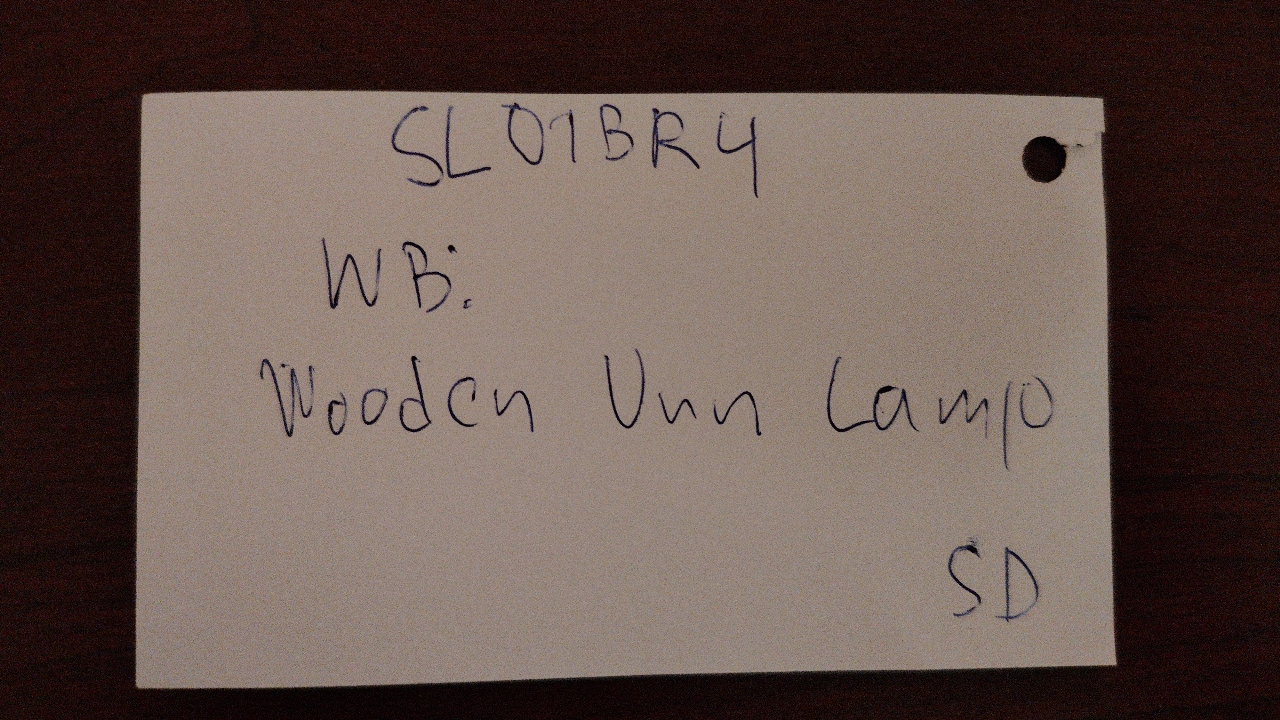 SL01BR4
WB:
Wooden Urn Lamp
SD